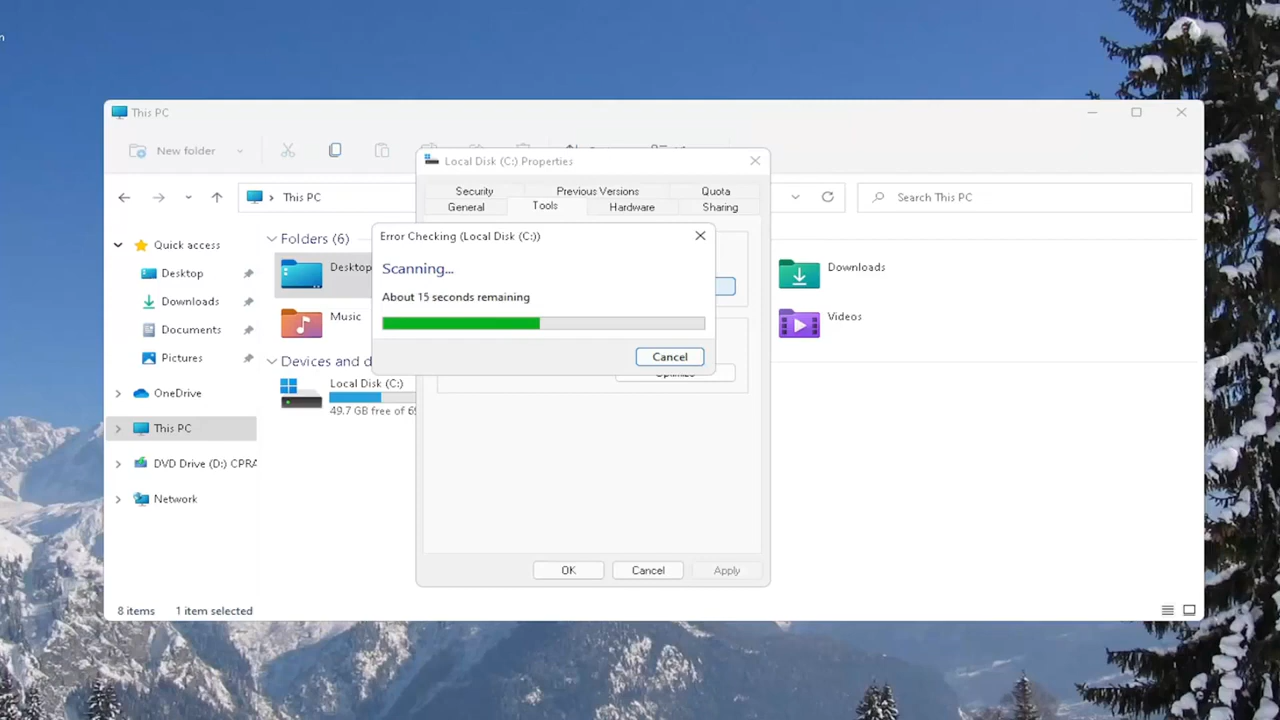 n
This PC
New folder
Local Disk (C:) Properties
This PC
Search This PC
Security
Previous Versions
Quota
General
Tools
Hardware
Sharing
Error Checking (Local Disk (C:))
Scanning...
About 15 seconds remaining
Cancel
Quick access
Desktop
Downloads
Documents
Pictures
OneDrive
This PC
DVD Drive (D:) CPRA
Network
Folders (6)
Desktop
Downloads
Music
Videos
Devices and d
Local Disk (C:)
49.7 GB free of 6
OK
Cancel
Apply
8 items
1 item selected